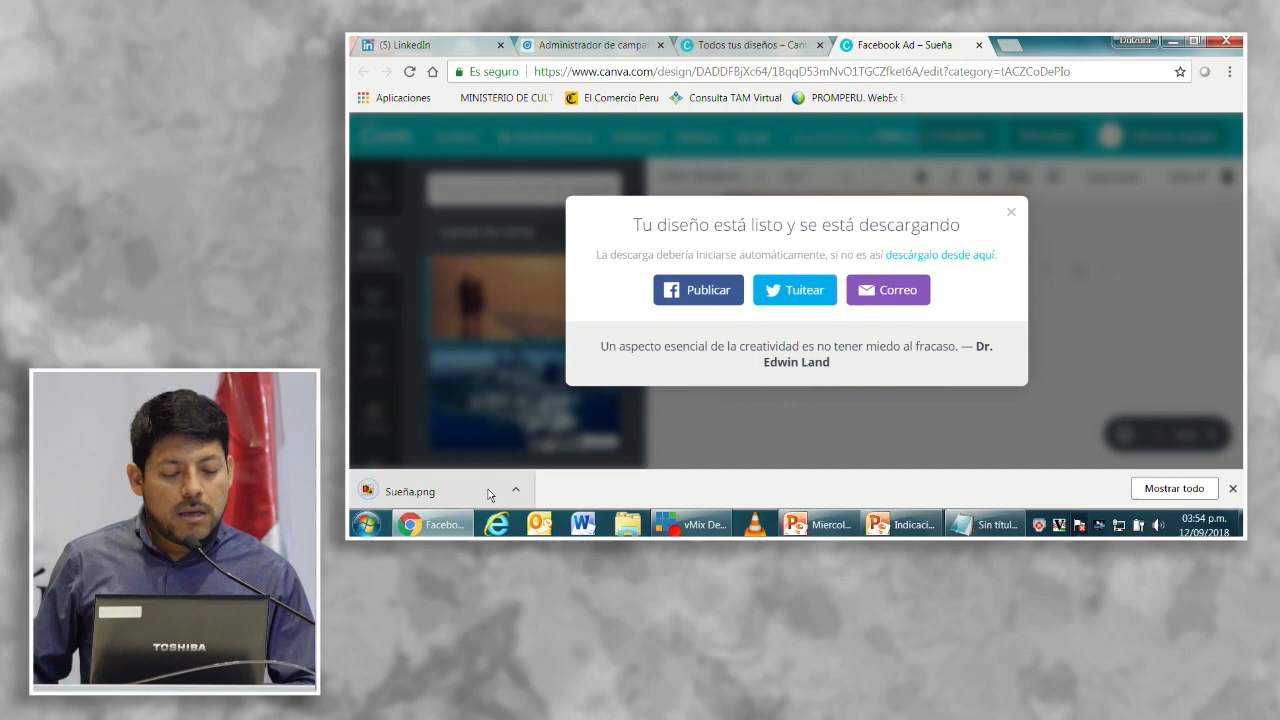 (5) LinkedIn
Administrador de campa
Todos tus diseños – Can
Facebook Ad – Sueña
Dulzura
Es seguro
https://www.canva.com/design/DADDFBjXc64/1BqqD53mNvO1TGCZfket6A/edit?category=tACZCoDePIo
Aplicaciones
MINISTERIO DE CULT
El Comercio Peru
Consulta TAM Virtual
PROMPERU. WebEx E
Tu diseño está listo y se está descargando
La descarga debería iniciarse automáticamente, si no es así descárgalo desde aquí.
Publicar
Tuitear
Correo
Un aspecto esencial de la creatividad es no tener miedo al fracaso. — Dr.
Edwin Land
Sueña.png
Mostrar todo
Facebo...
vMix De...
Miercol...
Indicaci...
Sin títul...
03:54 p.m.
12/09/2018
TOSHIBA